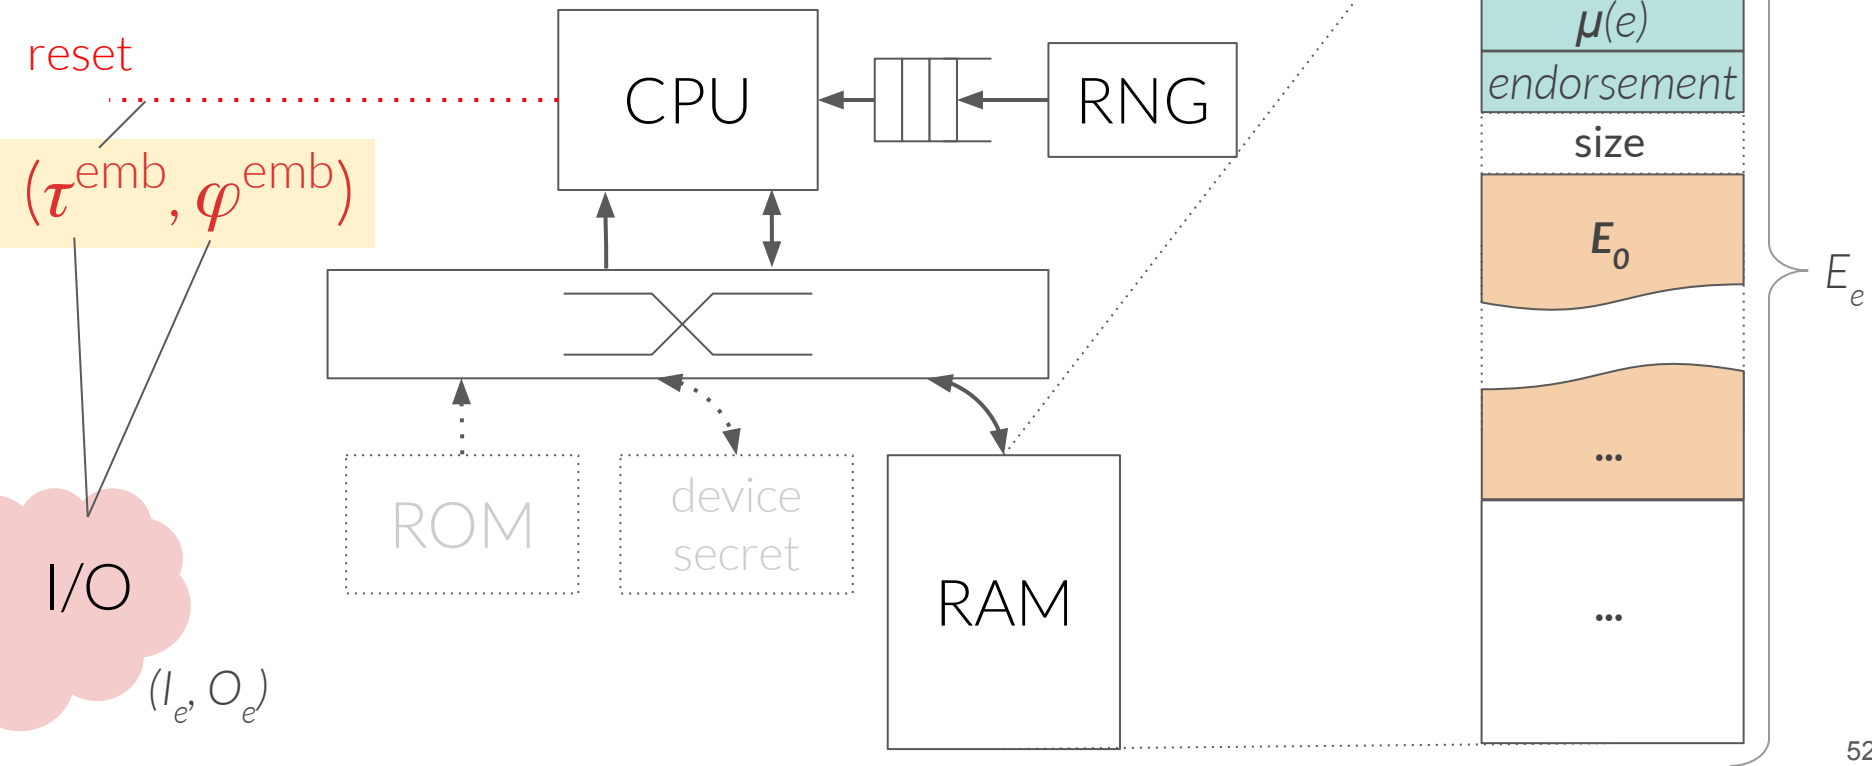 reset
CPU
RNG
(τ^emb, φ^emb)
I/O
(I_e, O_e)
ROM
device
secret
RAM
μ(e)
endorsement
size
E_0
...
...
E_e
52